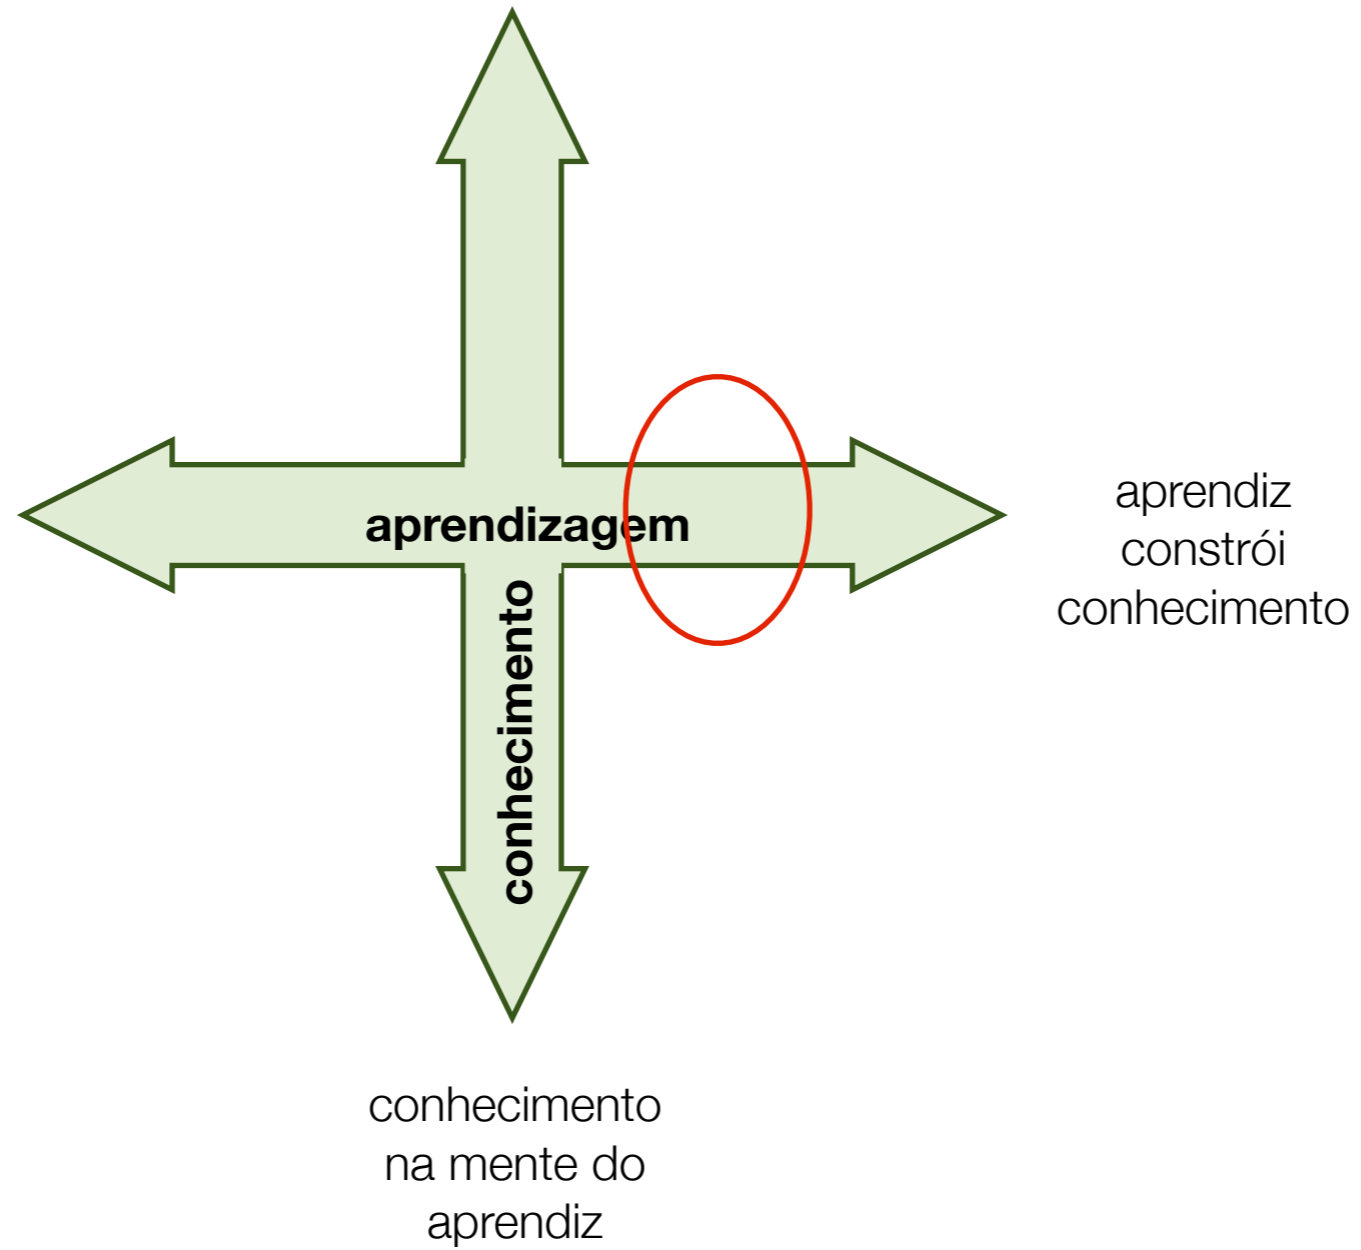 aprendizagem
conhecimento
aprendiz
constrói
conhecimento
conhecimento
na mente do
aprendiz